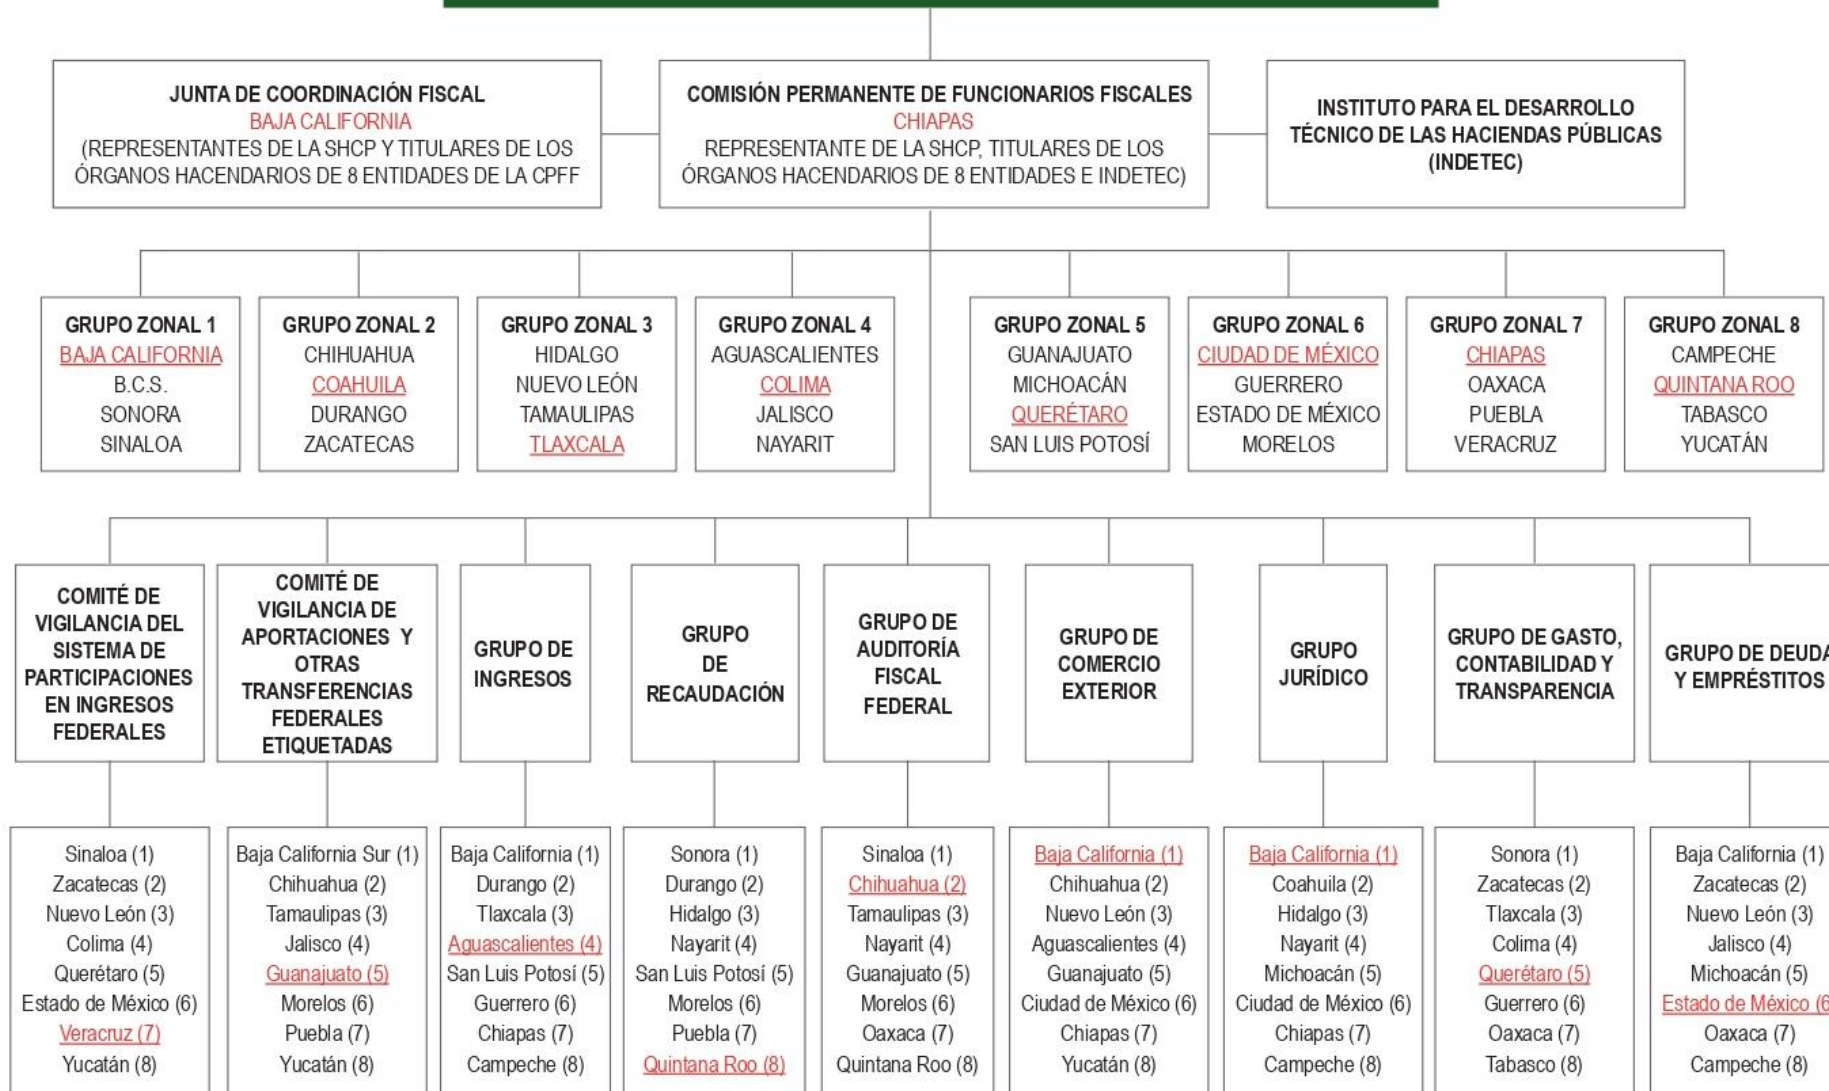 JUNTA DE COORDINACIÓN FISCAL
BAJA CALIFORNIA
(REPRESENTANTES DE LA SHCP Y TITULARES DE LOS
ÓRGANOS HACENDARIOS DE 8 ENTIDADES DE LA CPFF
COMISIÓN PERMANENTE DE FUNCIONARIOS FISCALES
CHIAPAS
REPRESENTANTE DE LA SHCP, TITULARES DE LOS
ÓRGANOS HACENDARIOS DE 8 ENTIDADES E INDETEC)
INSTITUTO PARA EL DESARROLLO
TÉCNICO DE LAS HACIENDAS PÚBLICAS
(INDETEC)
GRUPO ZONAL 1
BAJA CALIFORNIA
B.C.S.
SONORA
SINALOA
GRUPO ZONAL 2
CHIHUAHUA
COAHUILA
DURANGO
ZACATECAS
GRUPO ZONAL 3
HIDALGO
NUEVO LEÓN
TAMAULIPAS
TLAXCALA
GRUPO ZONAL 4
AGUASCALIENTES
COLIMA
JALISCO
NAYARIT
GRUPO ZONAL 5
GUANAJUATO
MICHOACÁN
QUERÉTARO
SAN LUIS POTOSÍ
GRUPO ZONAL 6
CIUDAD DE MÉXICO
GUERRERO
ESTADO DE MÉXICO
MORELOS
GRUPO ZONAL 7
CHIAPAS
OAXACA
PUEBLA
VERACRUZ
GRUPO ZONAL 8
CAMPECHE
QUINTANA ROO
TABASCO
YUCATÁN
COMITÉ DE
VIGILANCIA DEL
SISTEMA DE
PARTICIPACIONES
EN INGRESOS
FEDERALES
COMITÉ DE
VIGILANCIA DE
APORTACIONES Y
OTRAS
TRANSFERENCIAS
FEDERALES
ETIQUETADAS
GRUPO DE
INGRESOS
GRUPO
DE
RECAUDACIÓN
GRUPO DE
AUDITORÍA
FISCAL
FEDERAL
GRUPO DE
COMERCIO
EXTERIOR
GRUPO
JURÍDICO
GRUPO DE GASTO,
CONTABILIDAD Y
TRANSPARENCIA
GRUPO DE DEUDA
Y EMPRÉSTITOS
Sinaloa (1)
Zacatecas (2)
Nuevo León (3)
Colima (4)
Querétaro (5)
Estado de México (6)
Veracruz (7)
Yucatán (8)
Baja California Sur (1)
Chihuahua (2)
Tamaulipas (3)
Jalisco (4)
Guanajuato (5)
Morelos (6)
Puebla (7)
Yucatán (8)
Baja California (1)
Durango (2)
Tlaxcala (3)
Aguascalientes (4)
San Luis Potosí (5)
Guerrero (6)
Chiapas (7)
Campeche (8)
Sonora (1)
Durango (2)
Hidalgo (3)
Nayarit (4)
San Luis Potosí (5)
Morelos (6)
Puebla (7)
Quintana Roo (8)
Sinaloa (1)
Chihuahua (2)
Tamaulipas (3)
Nayarit (4)
Guanajuato (5)
Morelos (6)
Oaxaca (7)
Quintana Roo (8)
Baja California (1)
Chihuahua (2)
Nuevo León (3)
Aguascalientes (4)
Guanajuato (5)
Ciudad de México (6)
Chiapas (7)
Yucatán (8)
Baja California (1)
Coahuila (2)
Hidalgo (3)
Nayarit (4)
Michoacán (5)
Ciudad de México (6)
Chiapas (7)
Campeche (8)
Sonora (1)
Zacatecas (2)
Tlaxcala (3)
Colima (4)
Querétaro (5)
Guerrero (6)
Oaxaca (7)
Tabasco (8)
Baja California (1)
Zacatecas (2)
Nuevo León (3)
Jalisco (4)
Michoacán (5)
Estado de México (6
Oaxaca (7)
Campeche (8)